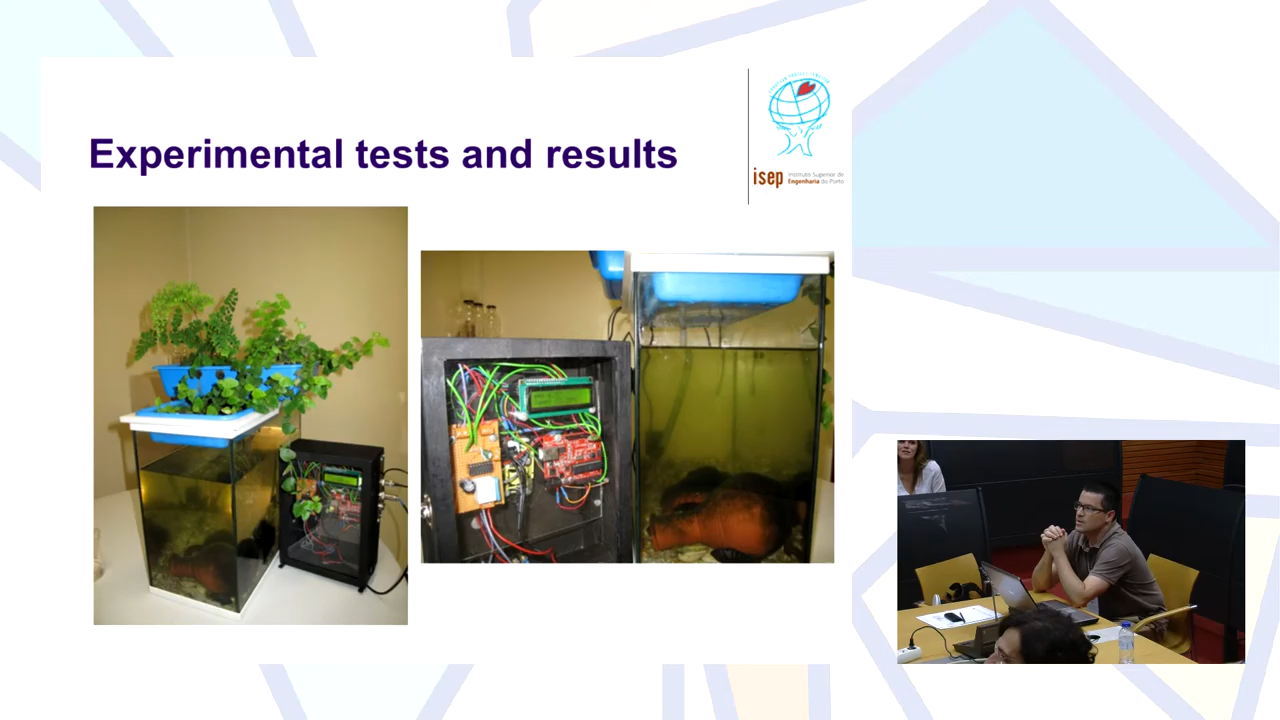 Experimental tests and results
isep Instituto Superior de
Engenharia do Porto